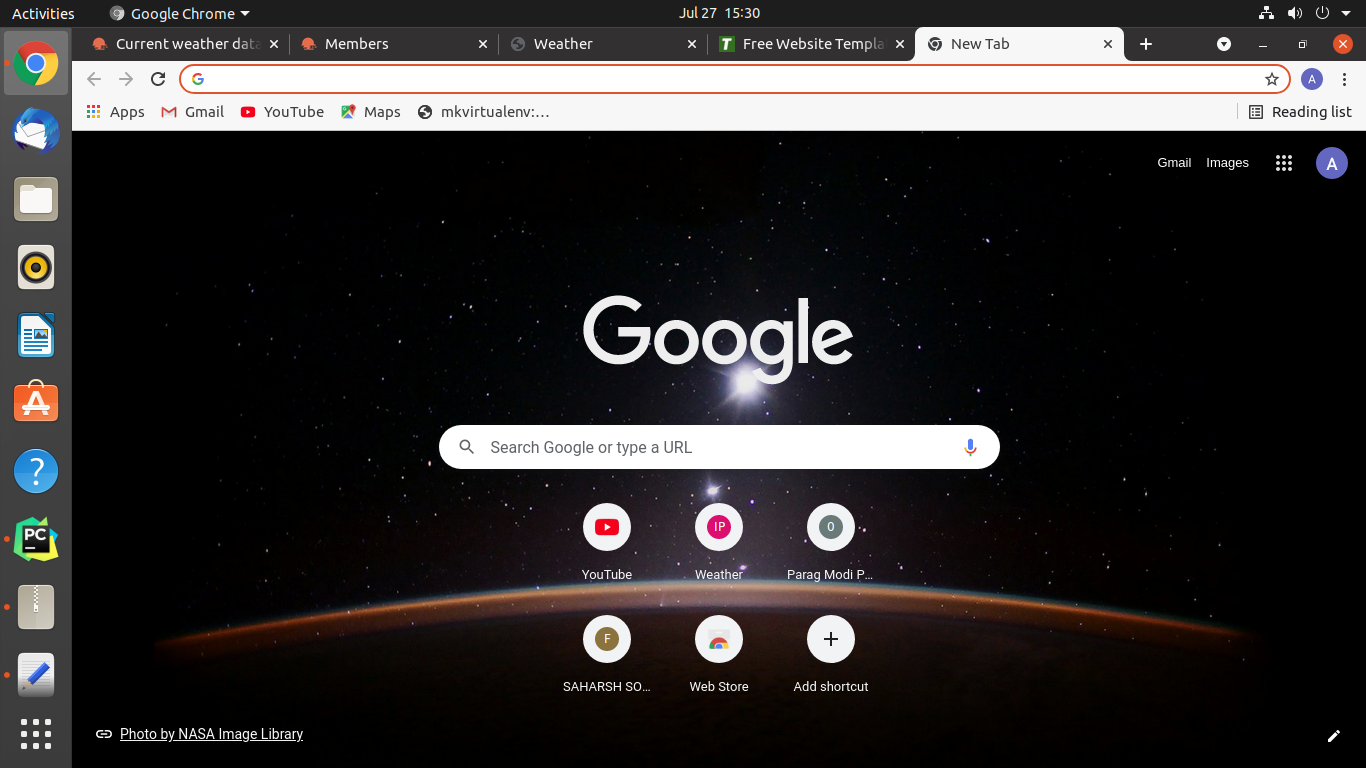 Activities Google Chrome Jul 27 15:30
Current weather data Members Weather Free Website Templa New Tab
A
Apps Gmail YouTube Maps mkvirtualenv:... Reading list
Gmail Images A
Google
Search Google or type a URL
IP O
YouTube Weather Parag Modi P...
F
SAHARSH SO... Web Store Add shortcut
Photo by NASA Image Library
PC